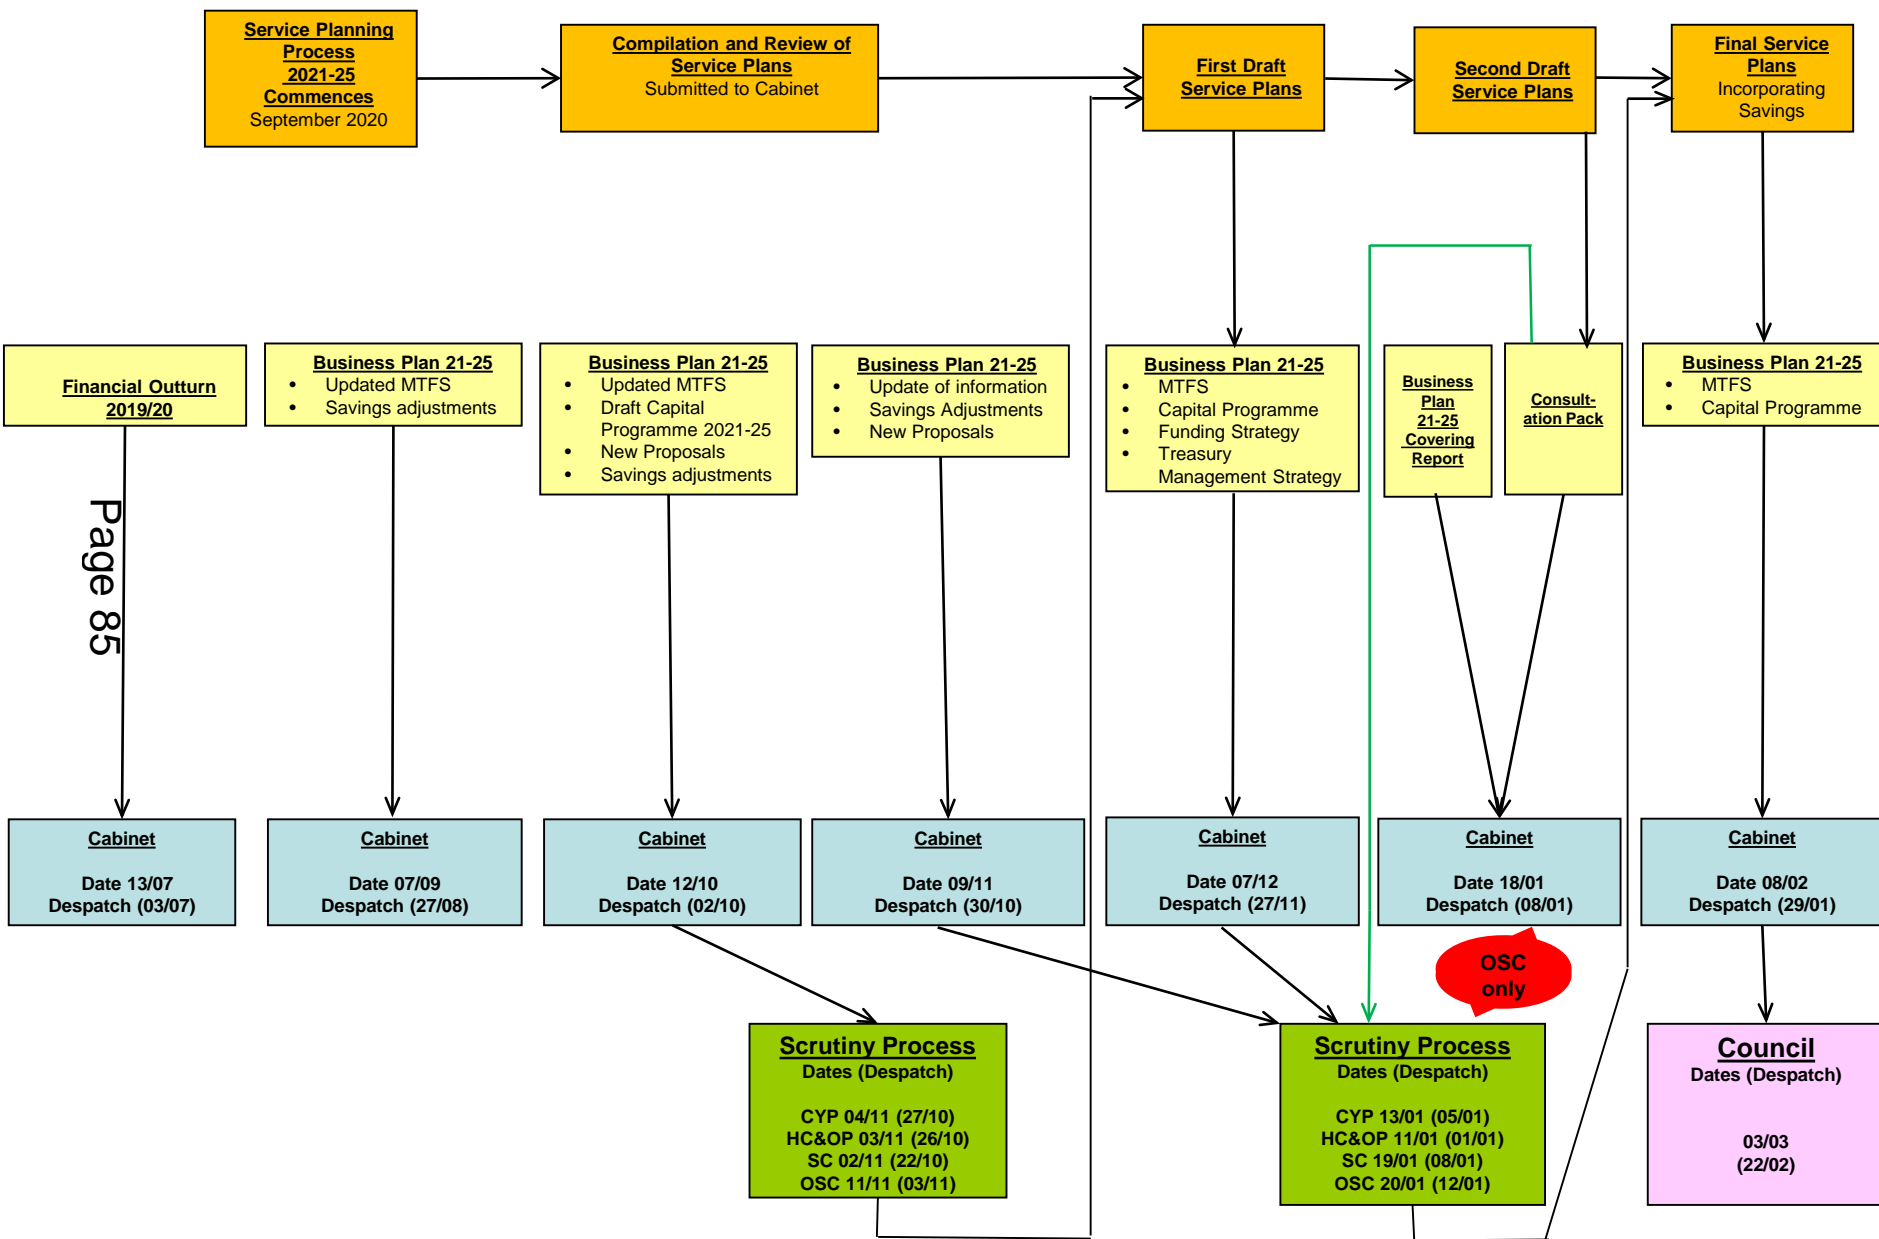 Service Planning
Process
2021-25
Commences
September 2020
Compilation and Review of
Service Plans
Submitted to Cabinet
First Draft
Service Plans
Second Draft
Service Plans
Final Service
Plans
Incorporating
Savings
Financial Outturn
2019/20
Business Plan 21-25
• Updated MTFS
• Savings adjustments
Business Plan 21-25
• Updated MTFS
• Draft Capital
Programme 2021-25
• New Proposals
• Savings adjustments
Business Plan 21-25
• Update of information
• Savings Adjustments
• New Proposals
Business Plan 21-25
• MTFS
• Capital Programme
• Funding Strategy
• Treasury
Management Strategy
Business
Plan
21-25
Covering
Report
Consult-
ation Pack
Business Plan 21-25
• MTFS
• Capital Programme
Page 85
Cabinet
Date 13/07
Despatch (03/07)
Cabinet
Date 07/09
Despatch (27/08)
Cabinet
Date 12/10
Despatch (02/10)
Cabinet
Date 09/11
Despatch (30/10)
Cabinet
Date 07/12
Despatch (27/11)
Cabinet
Date 18/01
Despatch (08/01)
Cabinet
Date 08/02
Despatch (29/01)
OSC
only
Scrutiny Process
Dates (Despatch)
CYP 04/11 (27/10)
HC&OP 03/11 (26/10)
SC 02/11 (22/10)
OSC 11/11 (03/11)
Scrutiny Process
Dates (Despatch)
CYP 13/01 (05/01)
HC&OP 11/01 (01/01)
SC 19/01 (08/01)
OSC 20/01 (12/01)
Council
Dates (Despatch)
03/03
(22/02)